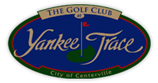 THE GOLF CLUB
at
Yankee Trace
City of Centerville